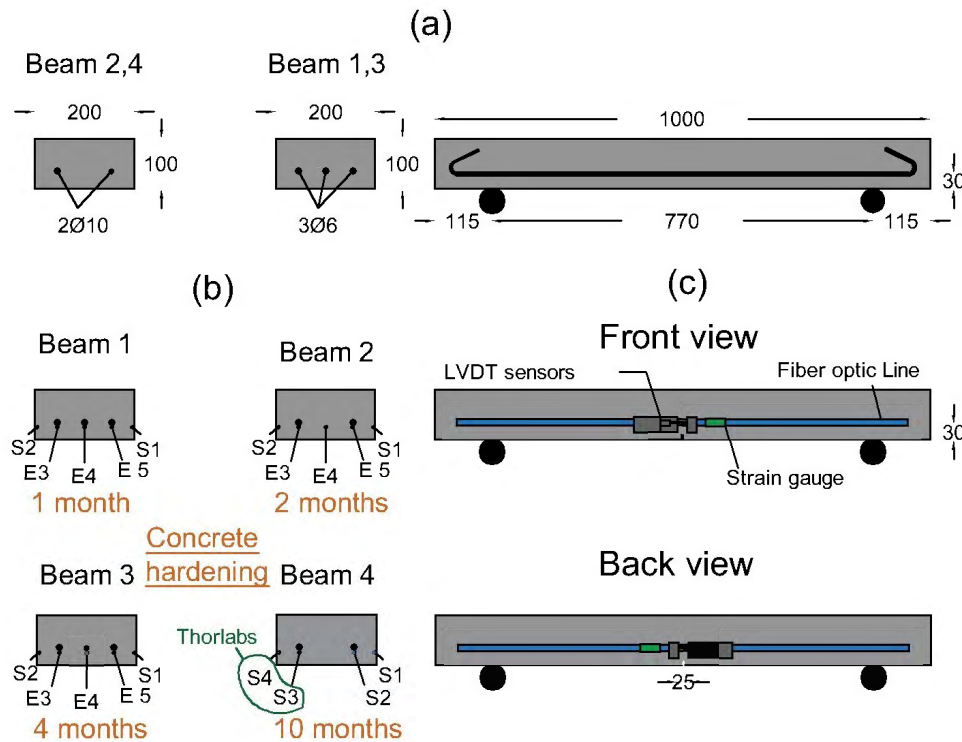 (a)
Beam 2,4
Beam 1,3
200
200
1000
100
100
30
2Ø10
3Ø6
115
770
115
(b)
(c)
Beam 1
Beam 2
Front view
LVDT sensors
Fiber optic Line
S2
S1
S2
S1
30
E3
E4
E 5
E3
E4
E 5
Strain gauge
1 month
2 months
Concrete
hardening
Beam 3
Beam 4
Back view
Thorlabs
S2
S1
S4
S1
E3
E4
E 5
S3
S2
25
4 months
10 months